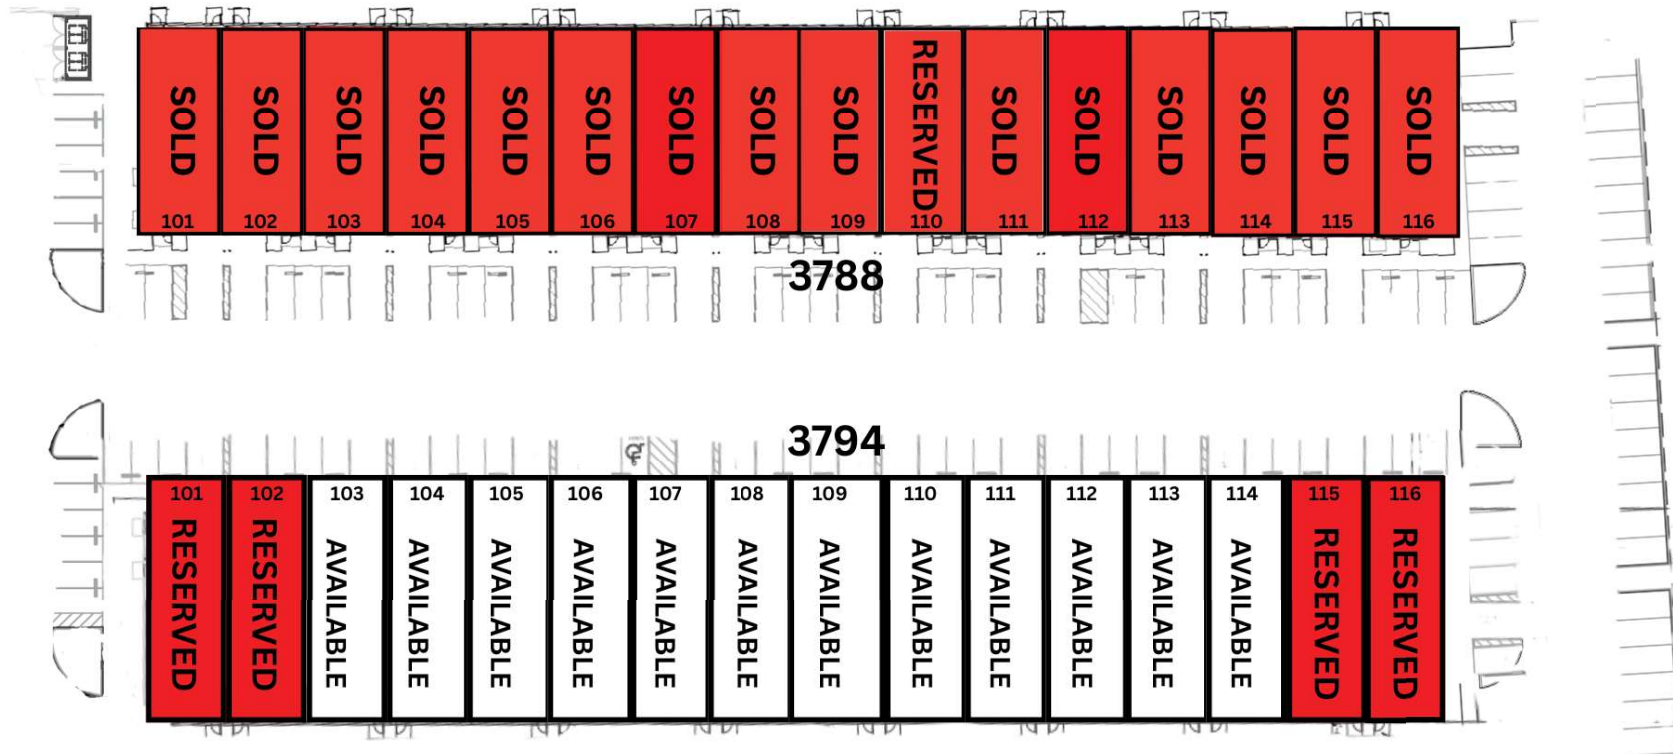 SOLD SOLD SOLD SOLD SOLD SOLD SOLD SOLD SOLD RESERVED SOLD SOLD SOLD SOLD SOLD SOLD
101 102 103 104 105 106 107 108 109 110 111 112 113 114 115 116
3788
3794
101 102 103 104 105 106 107 108 109 110 111 112 113 114 115 116
RESERVED RESERVED AVAILABLE AVAILABLE AVAILABLE AVAILABLE AVAILABLE AVAILABLE AVAILABLE AVAILABLE AVAILABLE AVAILABLE AVAILABLE AVAILABLE RESERVED RESERVED